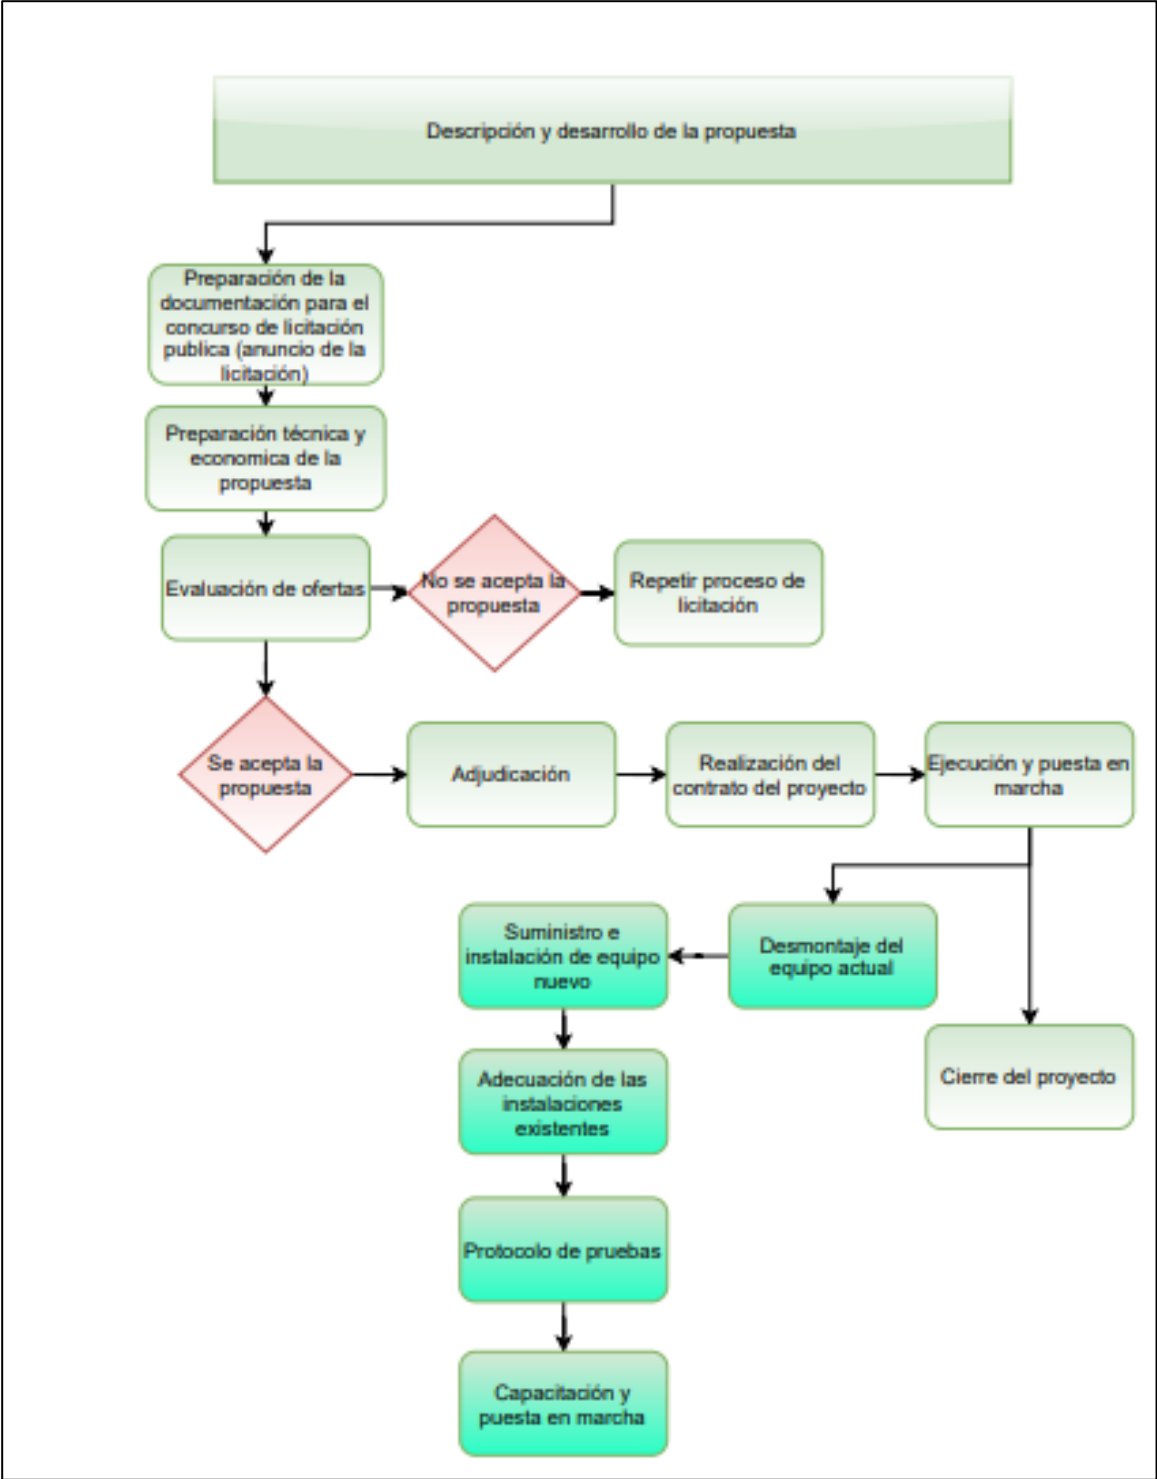 Descripción y desarrollo de la propuesta
Preparación de la
documentación para el
concurso de licitación
publica (anuncio de la
licitación)
Preparación técnica y
economica de la
propuesta
Evaluación de ofertas
No se acepta la
propuesta
Repetir proceso de
licitación
Se acepta la
propuesta
Adjudicación
Realización del
contrato del proyecto
Ejecución y puesta en
marcha
Suministro e
instalación de equipo
nuevo
Desmontaje del
equipo actual
Cierre del proyecto
Adecuación de las
instalaciones
existentes
Protocolo de pruebas
Capacitación y
puesta en marcha